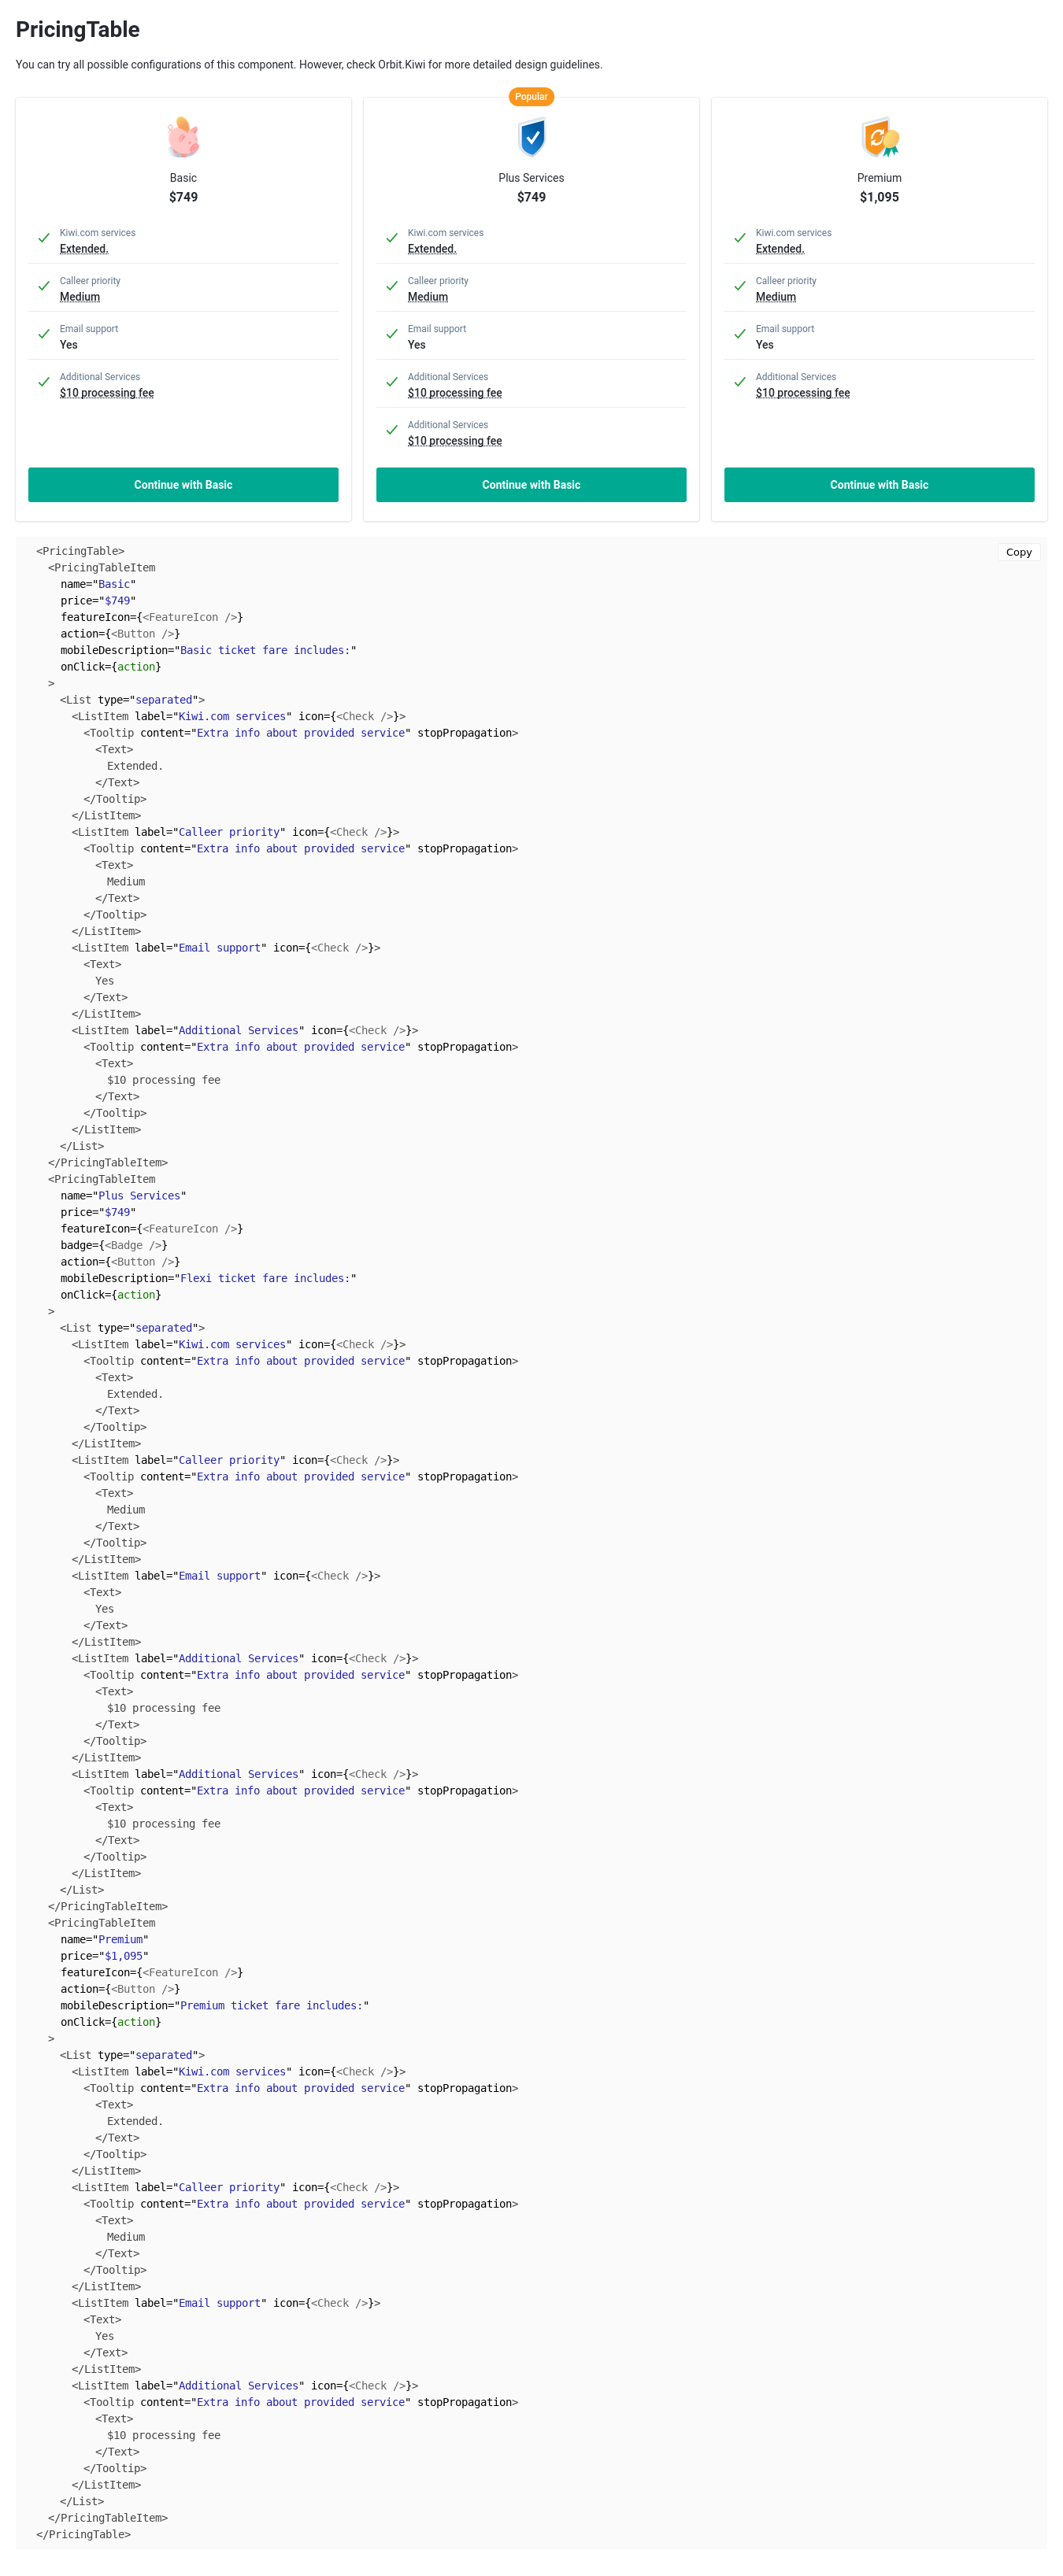 PricingTable
You can try all possible configurations of this component. However, check Orbit.Kiwi for more detailed design guidelines.
Basic
$749
Kiwi.com services
Extended.
Calleer priority
Medium
Email support
Yes
Additional Services
$10 processing fee
Continue with Basic
Popular
Plus Services
$749
Kiwi.com services
Extended.
Calleer priority
Medium
Email support
Yes
Additional Services
$10 processing fee
Additional Services
$10 processing fee
Continue with Basic
Premium
$1,095
Kiwi.com services
Extended.
Calleer priority
Medium
Email support
Yes
Additional Services
$10 processing fee
Continue with Basic
Copy
<PricingTable>
<PricingTableItem
name="Basic"
price="$749"
featureIcon={<FeatureIcon />}
action={<Button />}
mobileDescription="Basic ticket fare includes:"
onClick={action}
>
<List type="separated">
<ListItem label="Kiwi.com services" icon={<Check />}>
<Tooltip content="Extra info about provided service" stopPropagation>
<Text>
Extended.
</Text>
</Tooltip>
</ListItem>
<ListItem label="Calleer priority" icon={<Check />}>
<Tooltip content="Extra info about provided service" stopPropagation>
<Text>
Medium
</Text>
</Tooltip>
</ListItem>
<ListItem label="Email support" icon={<Check />}>
<Text>
Yes
</Text>
</ListItem>
<ListItem label="Additional Services" icon={<Check />}>
<Tooltip content="Extra info about provided service" stopPropagation>
<Text>
$10 processing fee
</Text>
</Tooltip>
</ListItem>
</List>
</PricingTableItem>
<PricingTableItem
name="Plus Services"
price="$749"
featureIcon={<FeatureIcon />}
badge={<Badge />}
action={<Button />}
mobileDescription="Flexi ticket fare includes:"
onClick={action}
>
<List type="separated">
<ListItem label="Kiwi.com services" icon={<Check />}>
<Tooltip content="Extra info about provided service" stopPropagation>
<Text>
Extended.
</Text>
</Tooltip>
</ListItem>
<ListItem label="Calleer priority" icon={<Check />}>
<Tooltip content="Extra info about provided service" stopPropagation>
<Text>
Medium
</Text>
</Tooltip>
</ListItem>
<ListItem label="Email support" icon={<Check />}>
<Text>
Yes
</Text>
</ListItem>
<ListItem label="Additional Services" icon={<Check />}>
<Tooltip content="Extra info about provided service" stopPropagation>
<Text>
$10 processing fee
</Text>
</Tooltip>
</ListItem>
<ListItem label="Additional Services" icon={<Check />}>
<Tooltip content="Extra info about provided service" stopPropagation>
<Text>
$10 processing fee
</Text>
</Tooltip>
</ListItem>
</List>
</PricingTableItem>
<PricingTableItem
name="Premium"
price="$1,095"
featureIcon={<FeatureIcon />}
action={<Button />}
mobileDescription="Premium ticket fare includes:"
onClick={action}
>
<List type="separated">
<ListItem label="Kiwi.com services" icon={<Check />}>
<Tooltip content="Extra info about provided service" stopPropagation>
<Text>
Extended.
</Text>
</Tooltip>
</ListItem>
<ListItem label="Calleer priority" icon={<Check />}>
<Tooltip content="Extra info about provided service" stopPropagation>
<Text>
Medium
</Text>
</Tooltip>
</ListItem>
<ListItem label="Email support" icon={<Check />}>
<Text>
Yes
</Text>
</ListItem>
<ListItem label="Additional Services" icon={<Check />}>
<Tooltip content="Extra info about provided service" stopPropagation>
<Text>
$10 processing fee
</Text>
</Tooltip>
</ListItem>
</List>
</PricingTableItem>
</PricingTable>